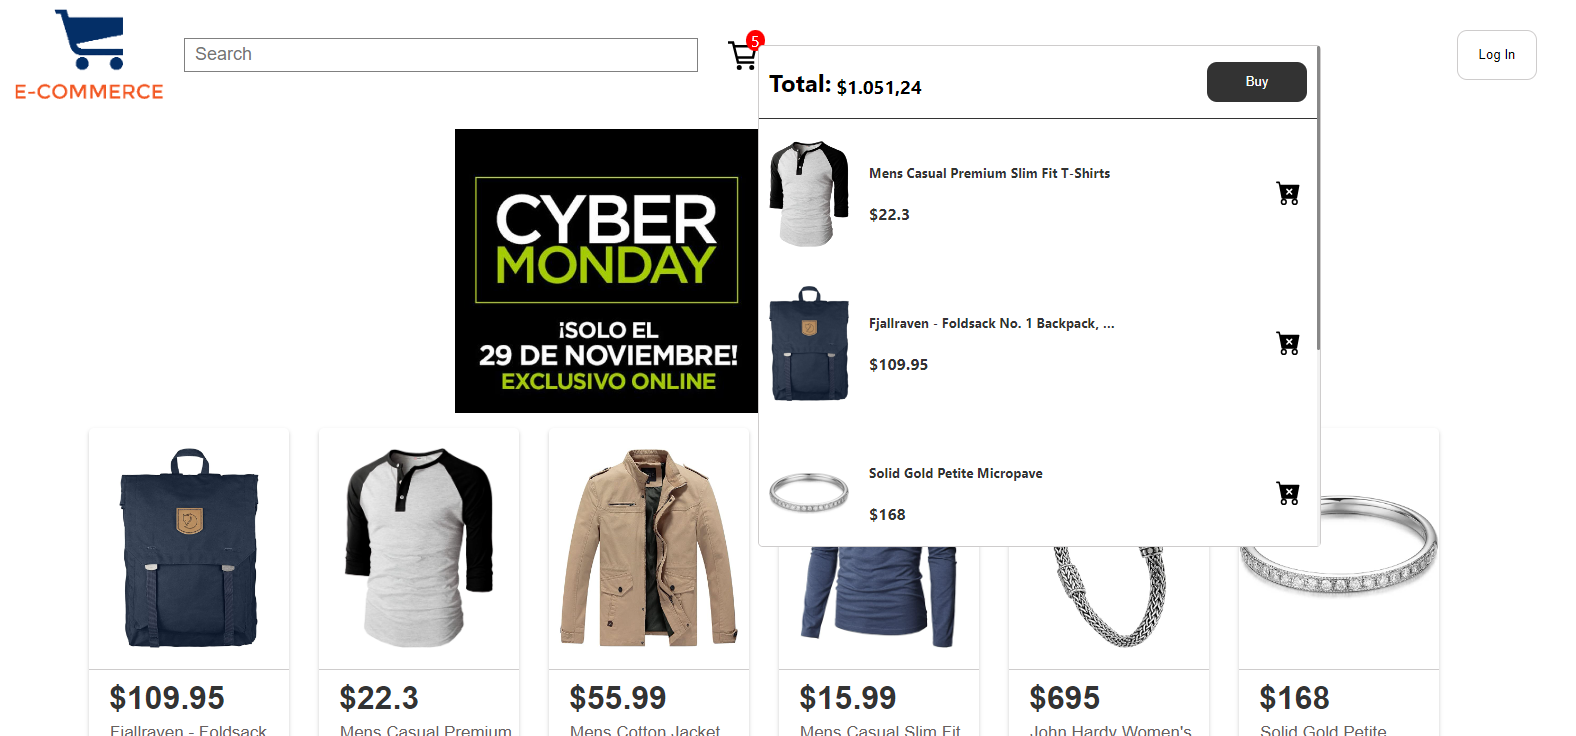 E-COMMERCE
Search
5
Log In
Total: $1.051,24
Buy
Mens Casual Premium Slim Fit T-Shirts
$22.3
Fjallraven - Foldsack No. 1 Backpack, ...
$109.95
Solid Gold Petite Micropave
$168
CYBER
MONDAY
¡SOLO EL
29 DE NOVIEMBRE!
EXCLUSIVO ONLINE
$109.95
Fjallraven - Foldsack
$22.3
Mens Casual Premium
$55.99
Mens Cotton Jacket
$15.99
Mens Casual Slim Fit
$695
John Hardy Women's
$168
Solid Gold Petite